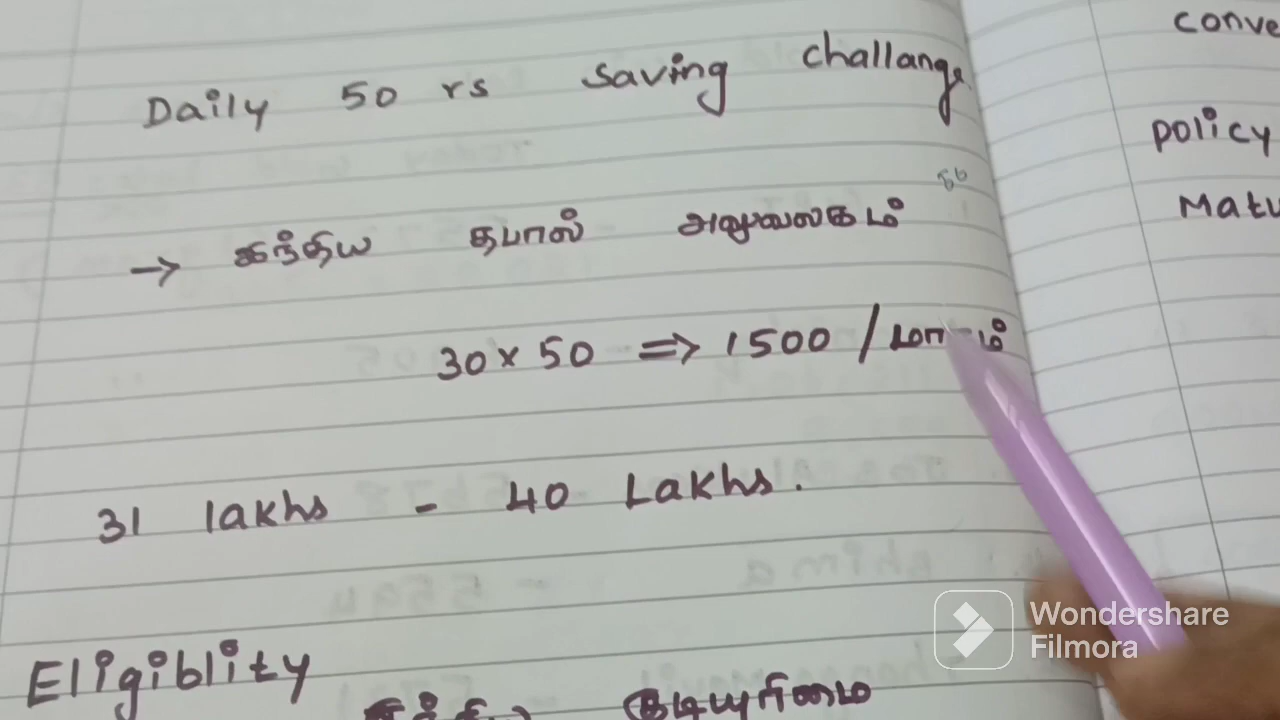 Daily 50 rs saving challange
→ இந்திய தபால் அலுவலகம்
30 x 50 => 1500 / மாதம்
31 lakhs - 40 Lakhs.
Eligiblity
குடியுரிமை
conve
policy
Matu
Wondershare
Filmora